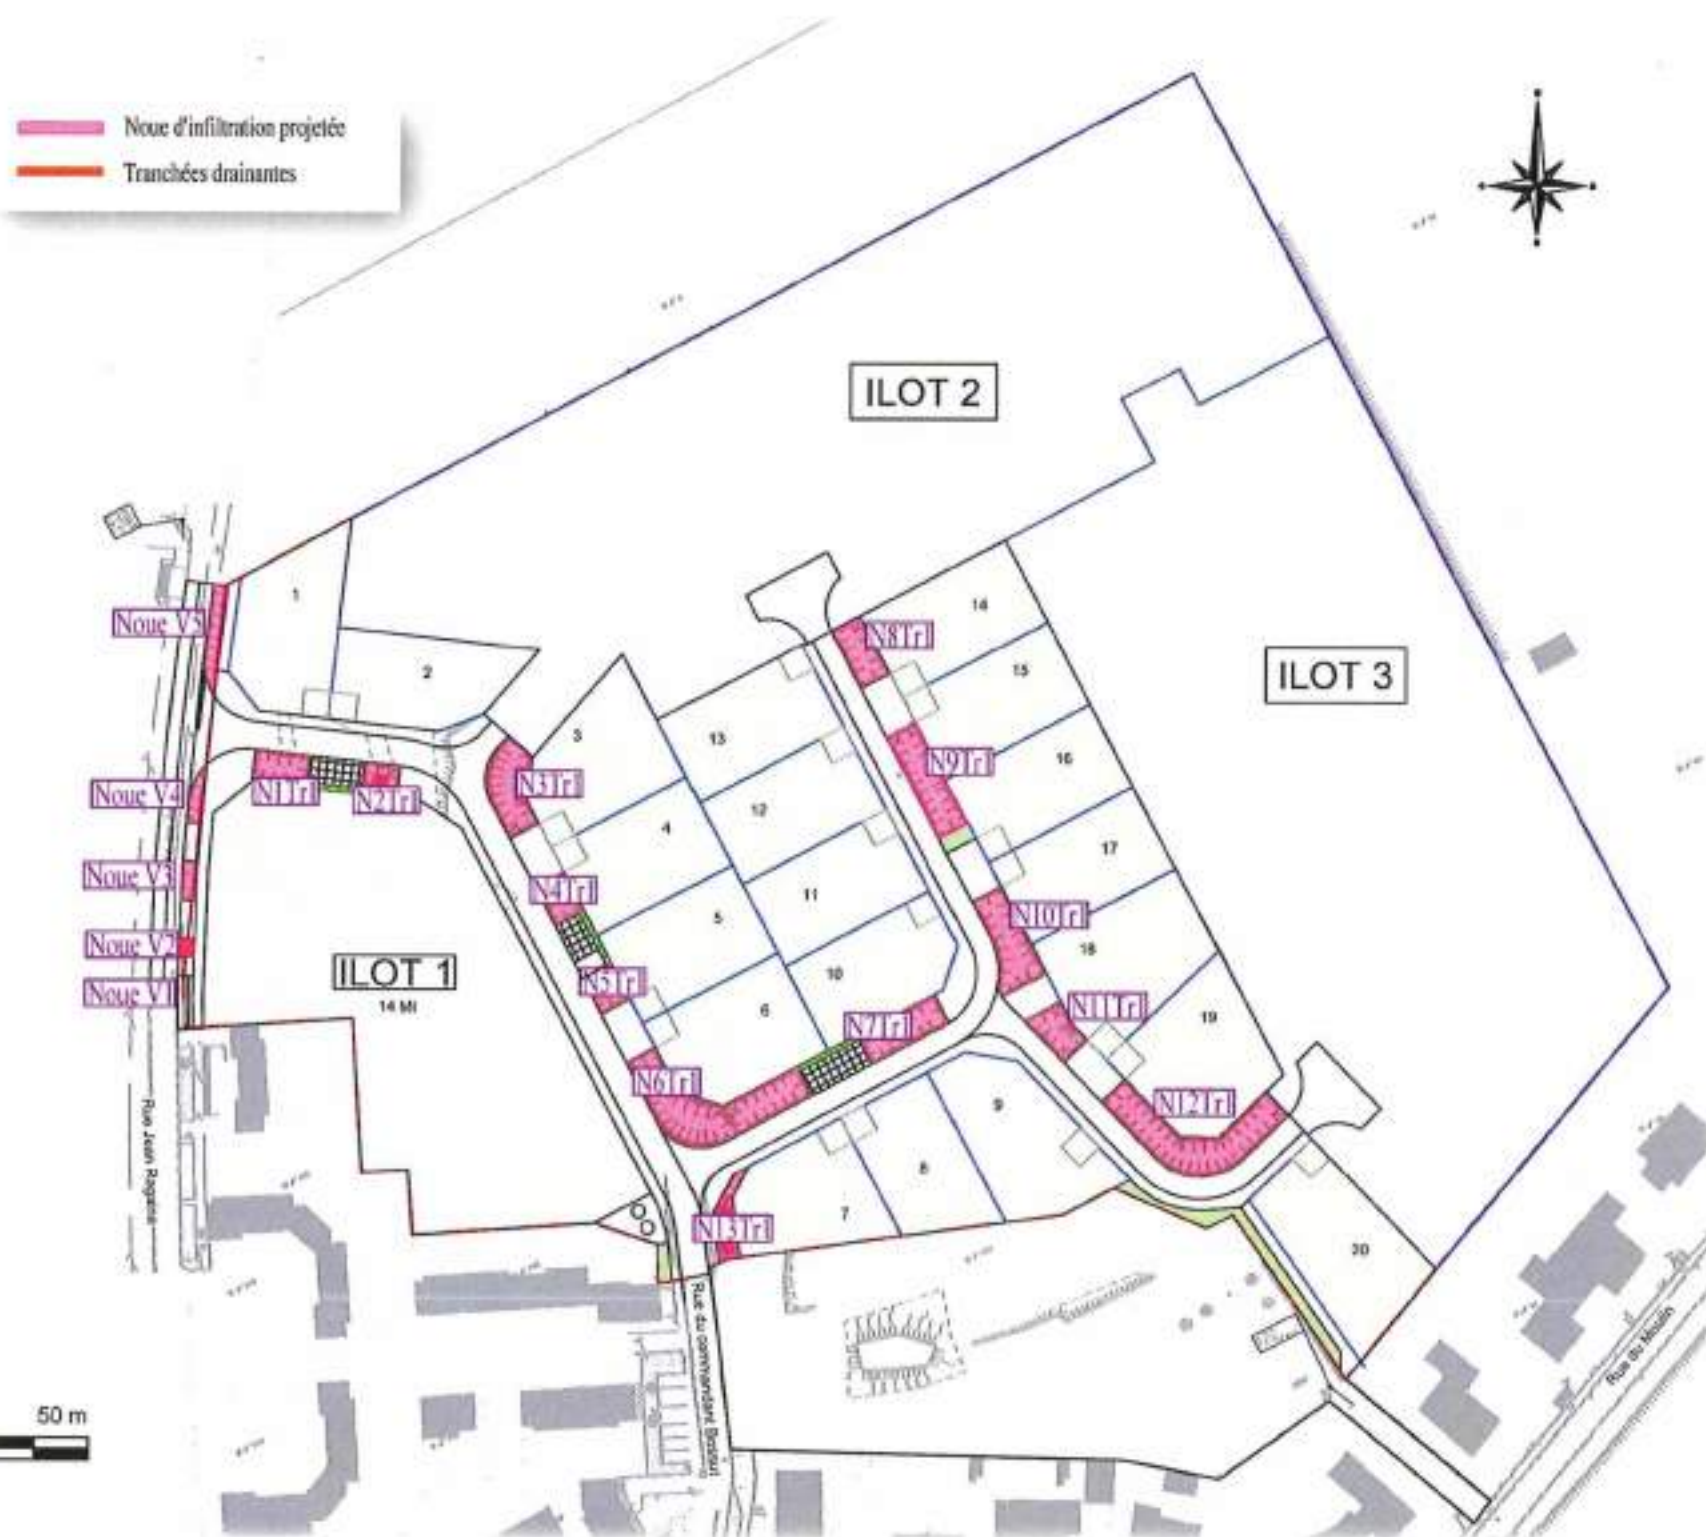 Noue d'infiltration projetée
Tranchées drainantes
ILOT 2
ILOT 3
1
2
Noue V5
Noue V4
Noue V3
Noue V2
Noue V1
N1Tr1
N2Tr1
N3Tr1
N4Tr1
N5Tr1
N6Tr1
N7Tr1
N8Tr1
N9Tr1
N10Tr1
N11Tr1
N12Tr1
N13Tr1
3
4
5
6
7
8
9
10
11
12
13
14
15
16
17
18
19
20
ILOT 1
14 MI
Rue Jean Ragaine
Rue du commandant Bossut
Rue du Moulin
50 m